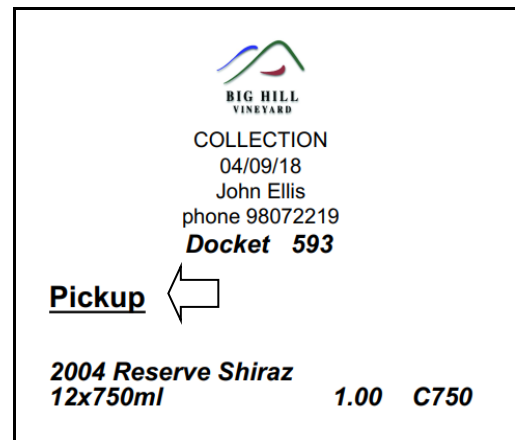 BIG HILL
VINEYARD
COLLECTION
04/09/18
John Ellis
phone 98072219
Docket 593
Pickup
2004 Reserve Shiraz
12x750ml 1.00 C750